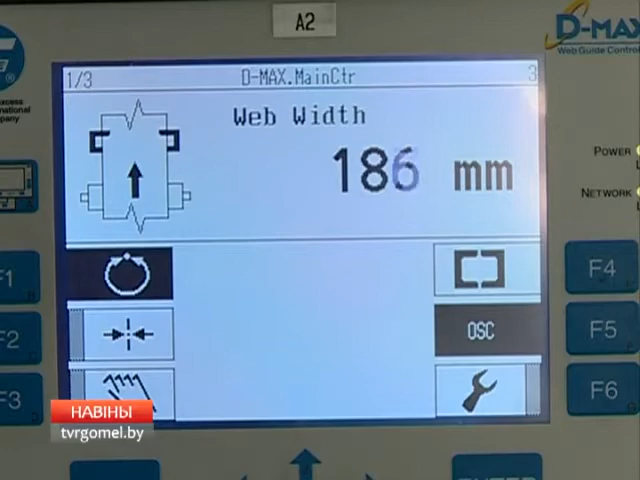 A2
D-MAX
Web Guide Control
1/3 D-MAX.MainCtr 3
Web Width
186 mm
POWER
NETWORK
F1
F4
F2
OSC
F5
F3
F6
НАВІНЫ
tvrgomel.by